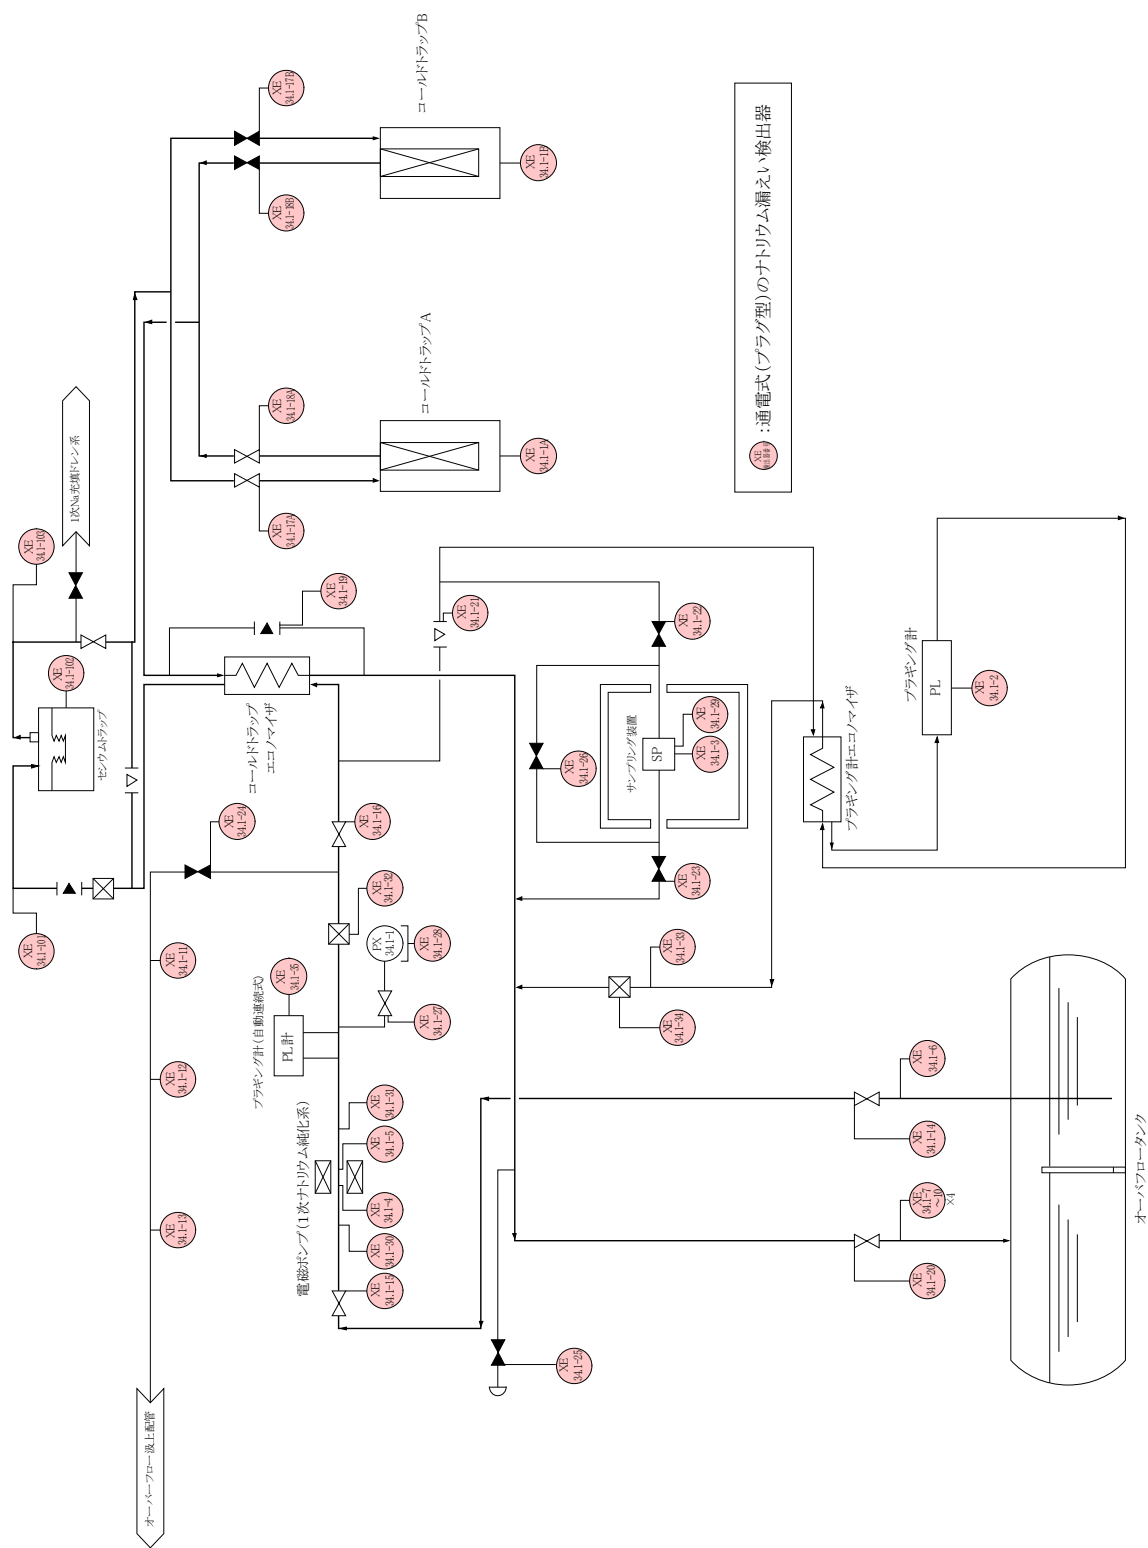 XE
34.1-17B
XE
34.1-18B
コールドトラップB
XE
34.1-1B
XE
34.1-18A
XE
34.1-17A
コールドトラップA
XE
34.1-1A
XE
:通電式(プラグ型)のナトリウム漏えい検出器
1次Na充填ドレン系
XE
34.1-103
XE
34.1-102
セシウムトラップ
XE
34.1-101
XE
34.1-19
コールドトラップ
エコノマイザ
XE
34.1-24
XE
34.1-21
XE
34.1-22
XE
34.1-26
サンプリング装置
SP
XE
34.1-29
XE
34.1-3
XE
34.1-23
プラギング計
PL
XE
34.1-2
プラギング計エコノマイザ
XE
34.1-16
XE
34.1-32
PX
34.1-1
XE
34.1-28
XE
34.1-27
XE
34.1-35
プラギング計(自動連続式)
PL計
XE
34.1-33
XE
34.1-34
XE
34.1-11
XE
34.1-12
XE
34.1-13
電磁ポンプ(1次ナトリウム純化系)
XE
34.1-31
XE
34.1-5
XE
34.1-4
XE
34.1-30
XE
34.1-15
XE
34.1-6
XE
34.1-14
XE
34.1-7
~10
×4
XE
34.1-20
XE
34.1-25
オーバフロータンク
オーバーフロー汲上配管